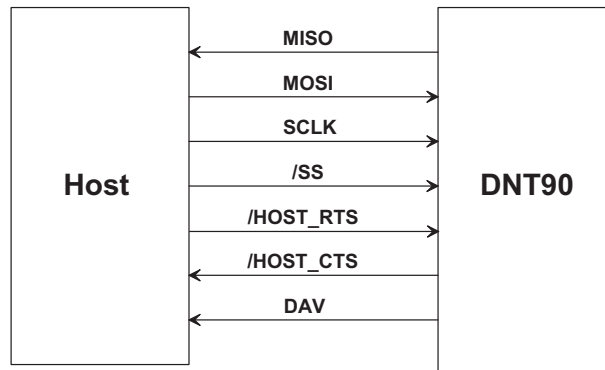 MISO
MOSI
SCLK
Host
/SS
DNT90
/HOST_RTS
/HOST_CTS
DAV